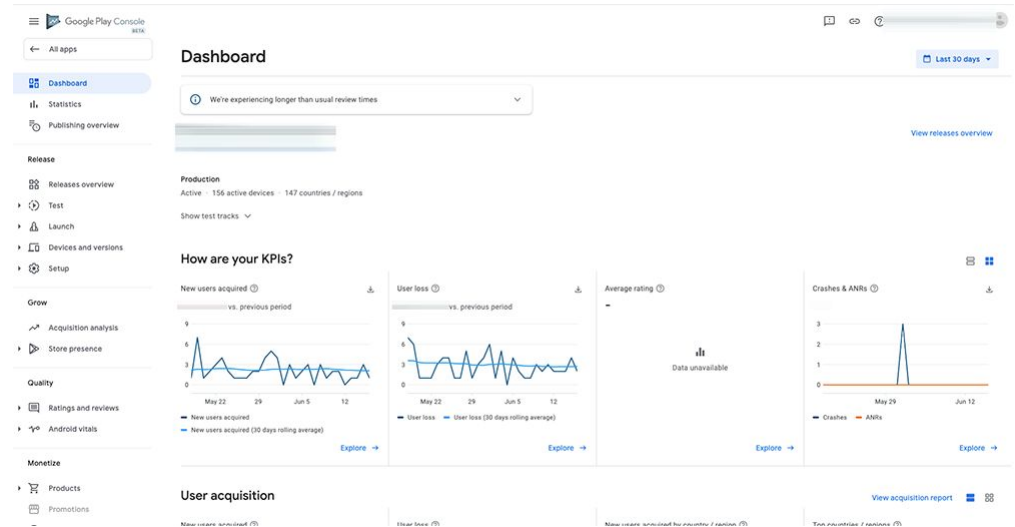 Google Play Console
BETA
All apps
Dashboard
Last 30 days
Dashboard
Statistics
Publishing overview
We're experiencing longer than usual review times
View releases overview
Release
Releases overview
Test
Launch
Devices and versions
Setup
Production
Active · 156 active devices · 147 countries / regions
Show test tracks
Grow
Acquisition analysis
Store presence
Quality
Ratings and reviews
Android vitals
Monetize
Products
Promotions
How are your KPIs?
New users acquired
vs. previous period
9
6
3
0
May 22 29 Jun 5 12
New users acquired
New users acquired (30 days rolling average)
Explore
User loss
vs. previous period
9
6
3
0
May 22 29 Jun 5 12
User loss User loss (30 days rolling average)
Explore
Average rating
-
Data unavailable
Explore
Crashes & ANRs
3
2
1
0
May 29 Jun 12
Crashes ANRs
Explore
User acquisition
View acquisition report
New users acquired
User loss
New users acquired by country / region
Top countries / regions